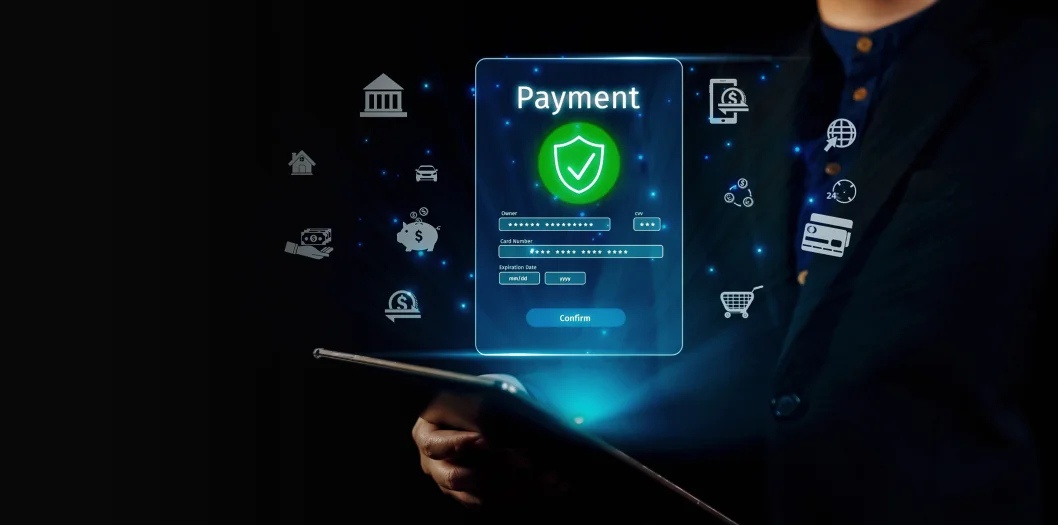 Payment
Owner
cvv
****** *********
***
Card Number
#*** **** **** ****
Expiration Date
mm/dd
yyyy
Confirm
24
$
$
$
$